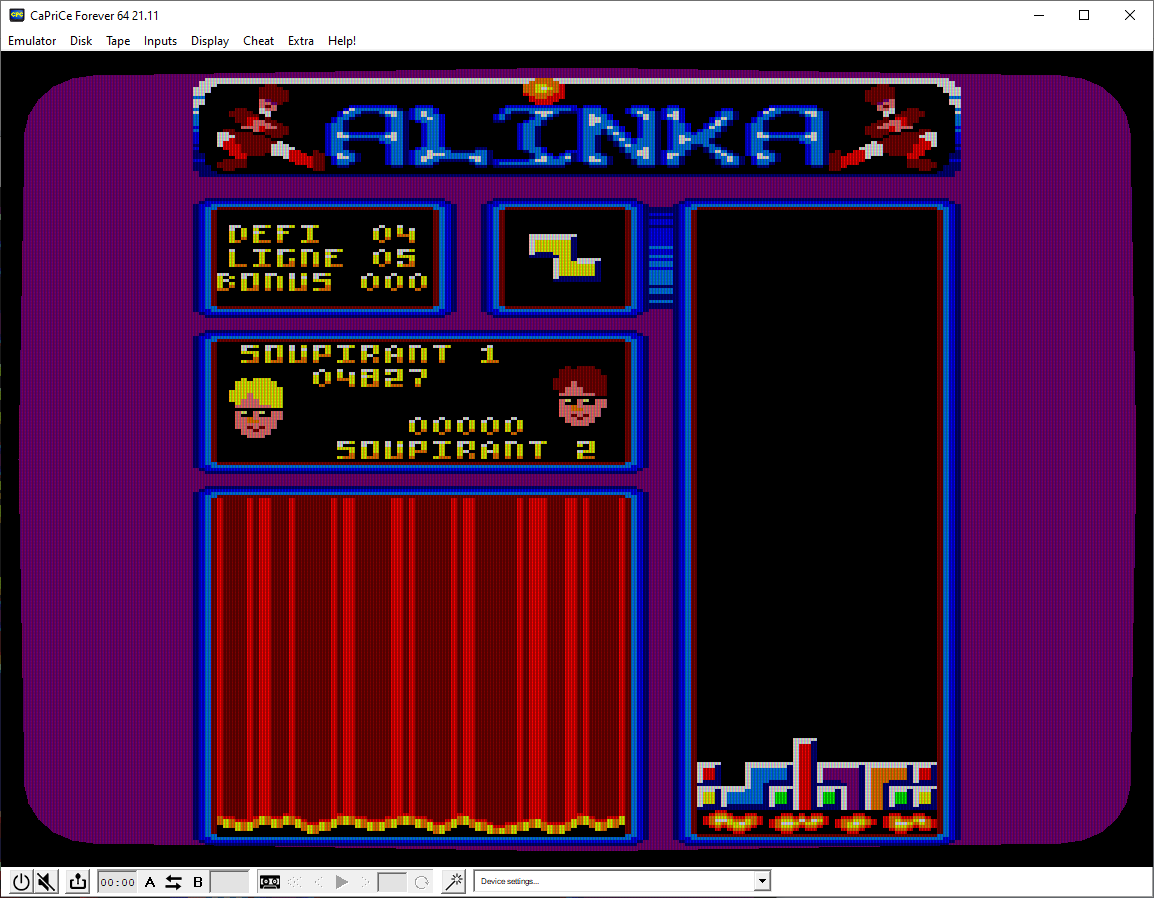 CaPriCe Forever 64 21.11
Emulator Disk Tape Inputs Display Cheat Extra Help!
ALINKA
DEFI 04
LIGNE 05
BONUS 000
SOUPIRANT 1
04827
00000
SOUPIRANT 2
00:00 A B Device settings...